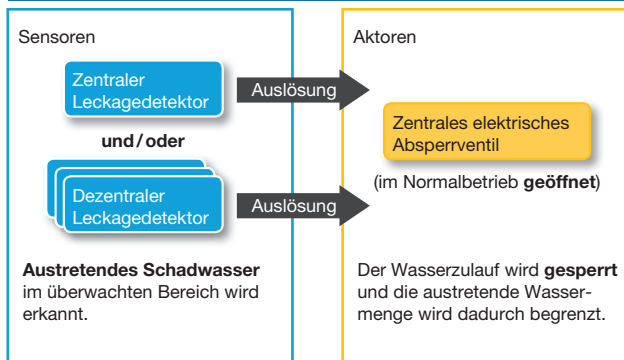 Sensoren
Zentraler
Leckagedetektor
Auslösung
und / oder
Dezentraler
Leckagedetektor
Auslösung
Austretendes Schadwasser
im überwachten Bereich wird
erkannt.
Aktoren
Zentrales elektrisches
Absperrventil
(im Normalbetrieb geöffnet)
Der Wasserzulauf wird gesperrt
und die austretende Wasser-
menge wird dadurch begrenzt.